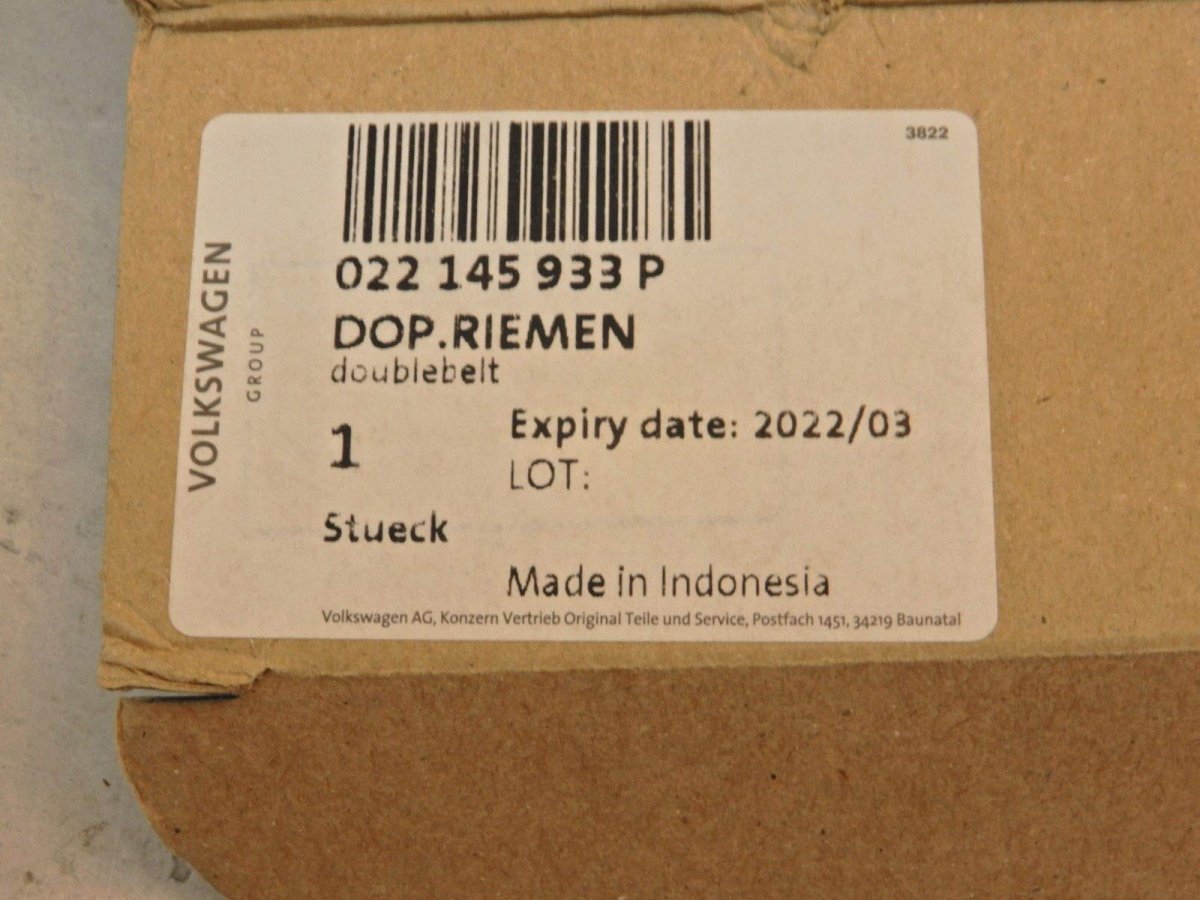 3822
VOLKSWAGEN
GROUP
022 145 933 P
DOP.RIEMEN
doublebelt
1
Expiry date: 2022/03
LOT:
Stueck
Made in Indonesia
Volkswagen AG, Konzern Vertrieb Original Teile und Service, Postfach 1451, 34219 Baunatal